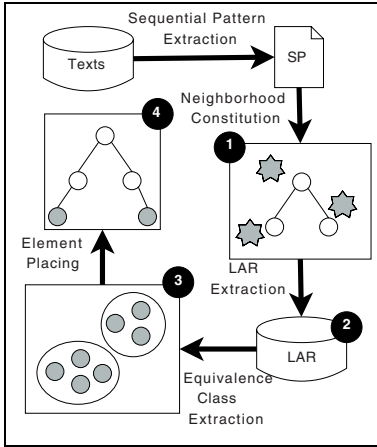 Sequential Pattern
Extraction
Texts
SP
Neighborhood
Constitution
4
1
Element
Placing
LAR
Extraction
3
2
LAR
Equivalence
Class
Extraction